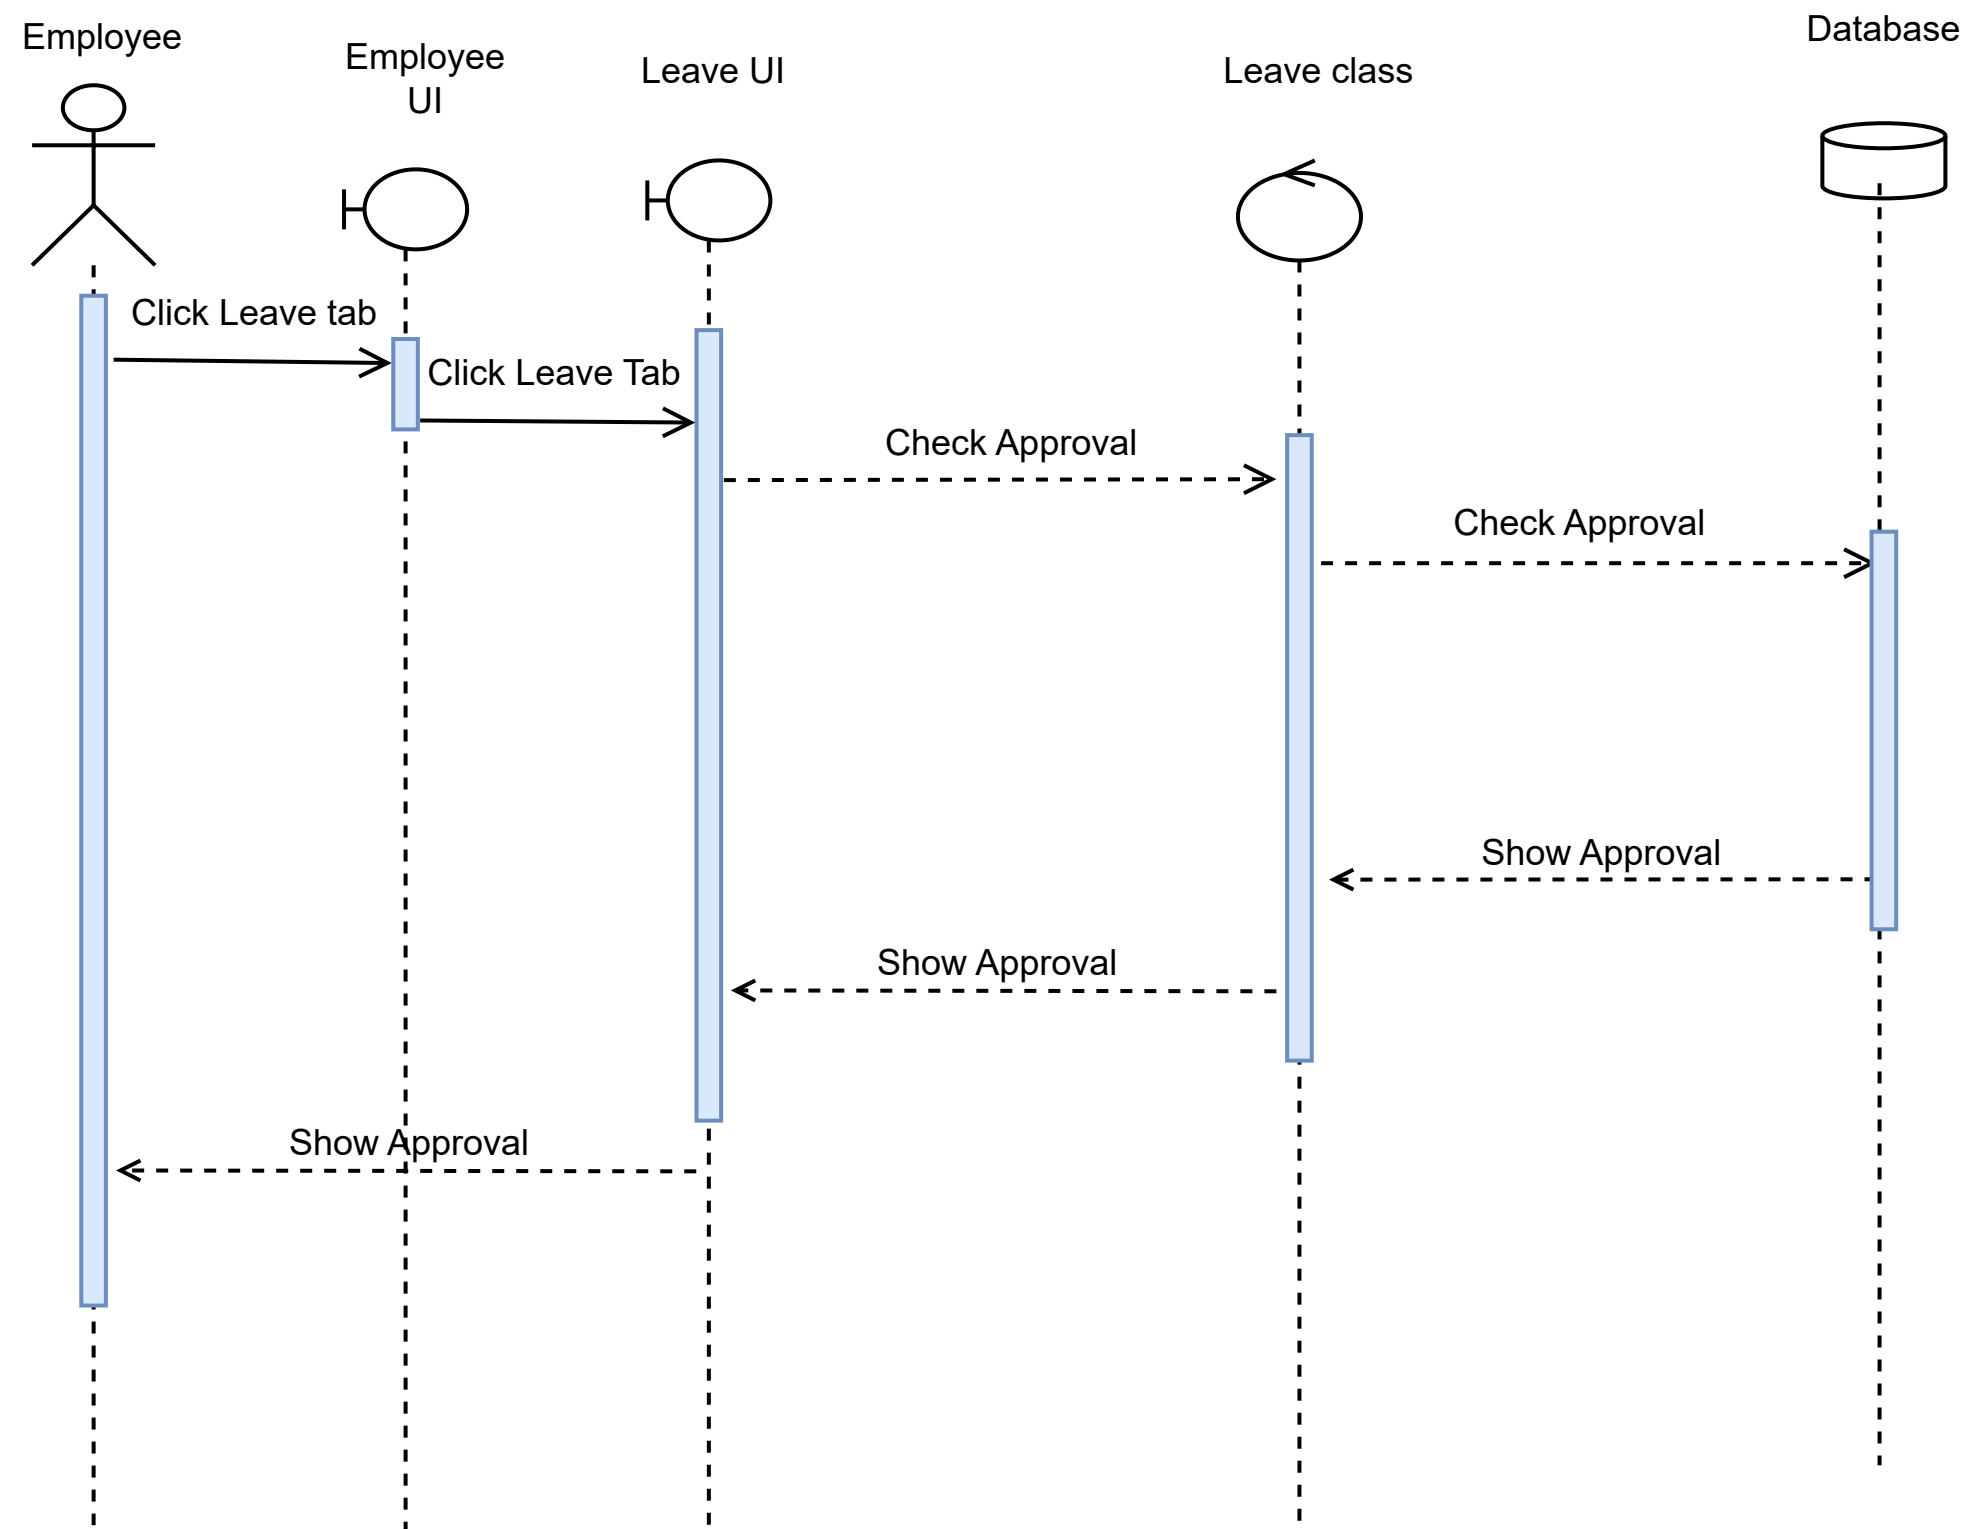 Employee
Employee
UI
Leave UI
Leave class
Database
Click Leave tab
Click Leave Tab
Check Approval
Check Approval
Show Approval
Show Approval
Show Approval